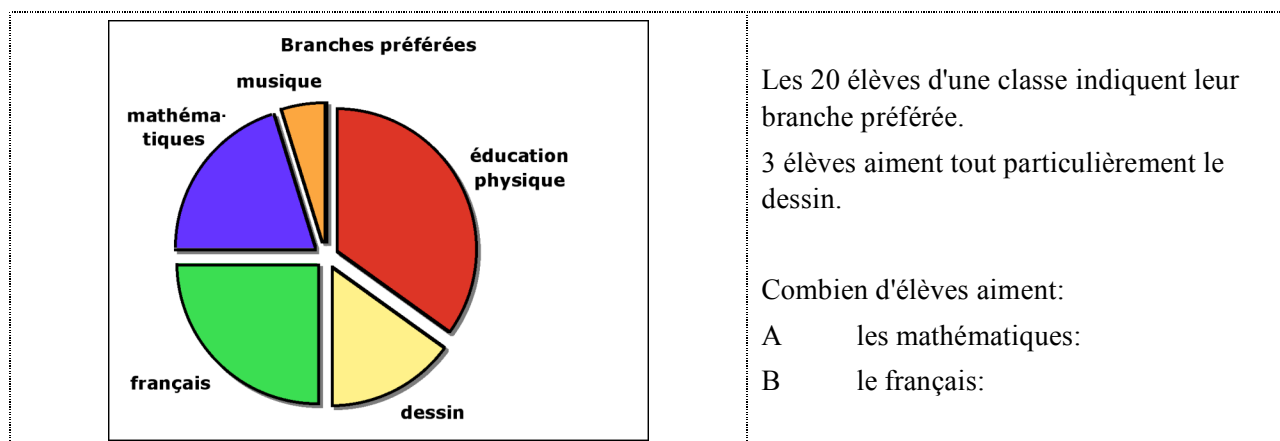 Branches préférées
musique
mathéma-
tiques
éducation
physique
français
dessin
Les 20 élèves d'une classe indiquent leur
branche préférée.
3 élèves aiment tout particulièrement le
dessin.
Combien d'élèves aiment:
A les mathématiques:
B le français: